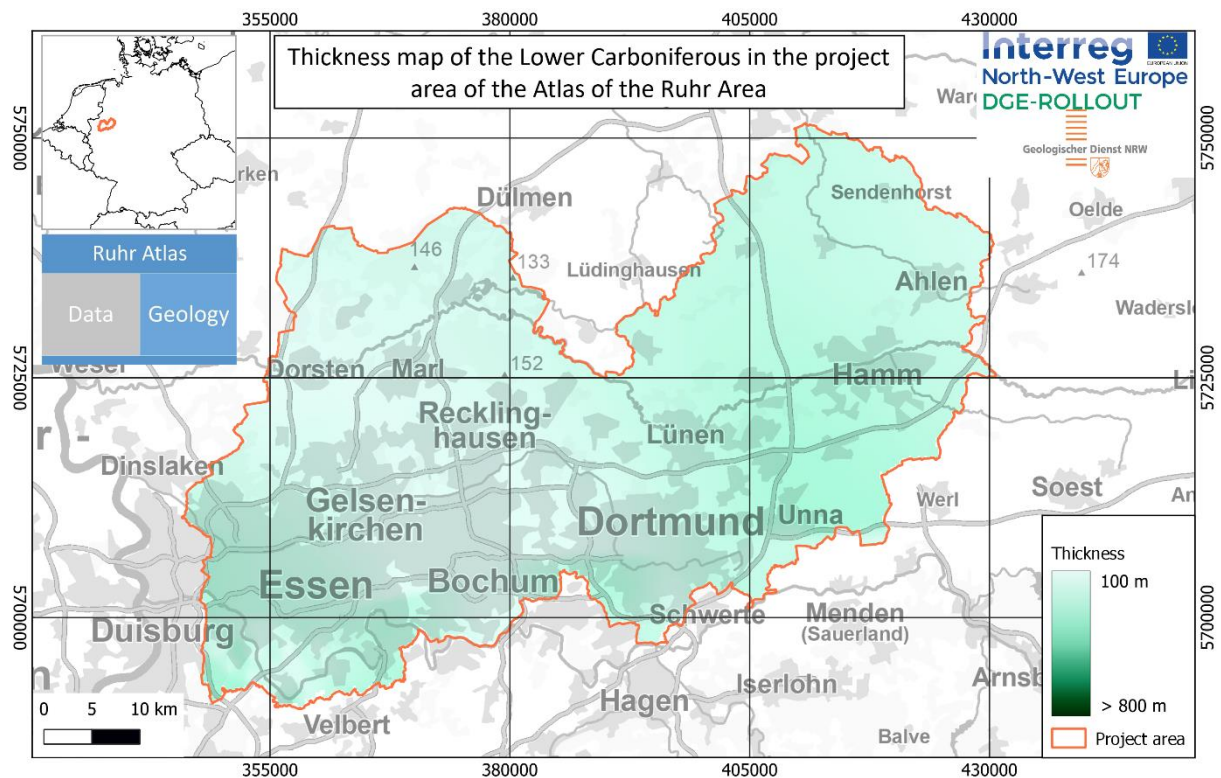 355000
380000
405000
430000
Thickness map of the Lower Carboniferous in the project
area of the Atlas of the Ruhr Area
Interreg
EUROPEAN UNION
North-West Europe
DGE-ROLLOUT
Geologischer Dienst NRW
5750000
5750000
Ruhr Atlas
Data
Geology
Dülmen
Sendenhorst
Oelde
146
133
174
Lüdinghausen
Ahlen
5725000
5725000
Dorsten
Marl
152
Hamm
Reckling-
hausen
Lünen
Dinslaken
Gelsen-
kirchen
Dortmund
Unna
Werl
Soest
Essen
Bochum
Schwerte
Menden
(Sauerland)
5700000
5700000
Duisburg
Hagen
Iserlohn
Velbert
Balve
Thickness
100 m
> 800 m
Project area
0
5
10 km
355000
380000
405000
430000